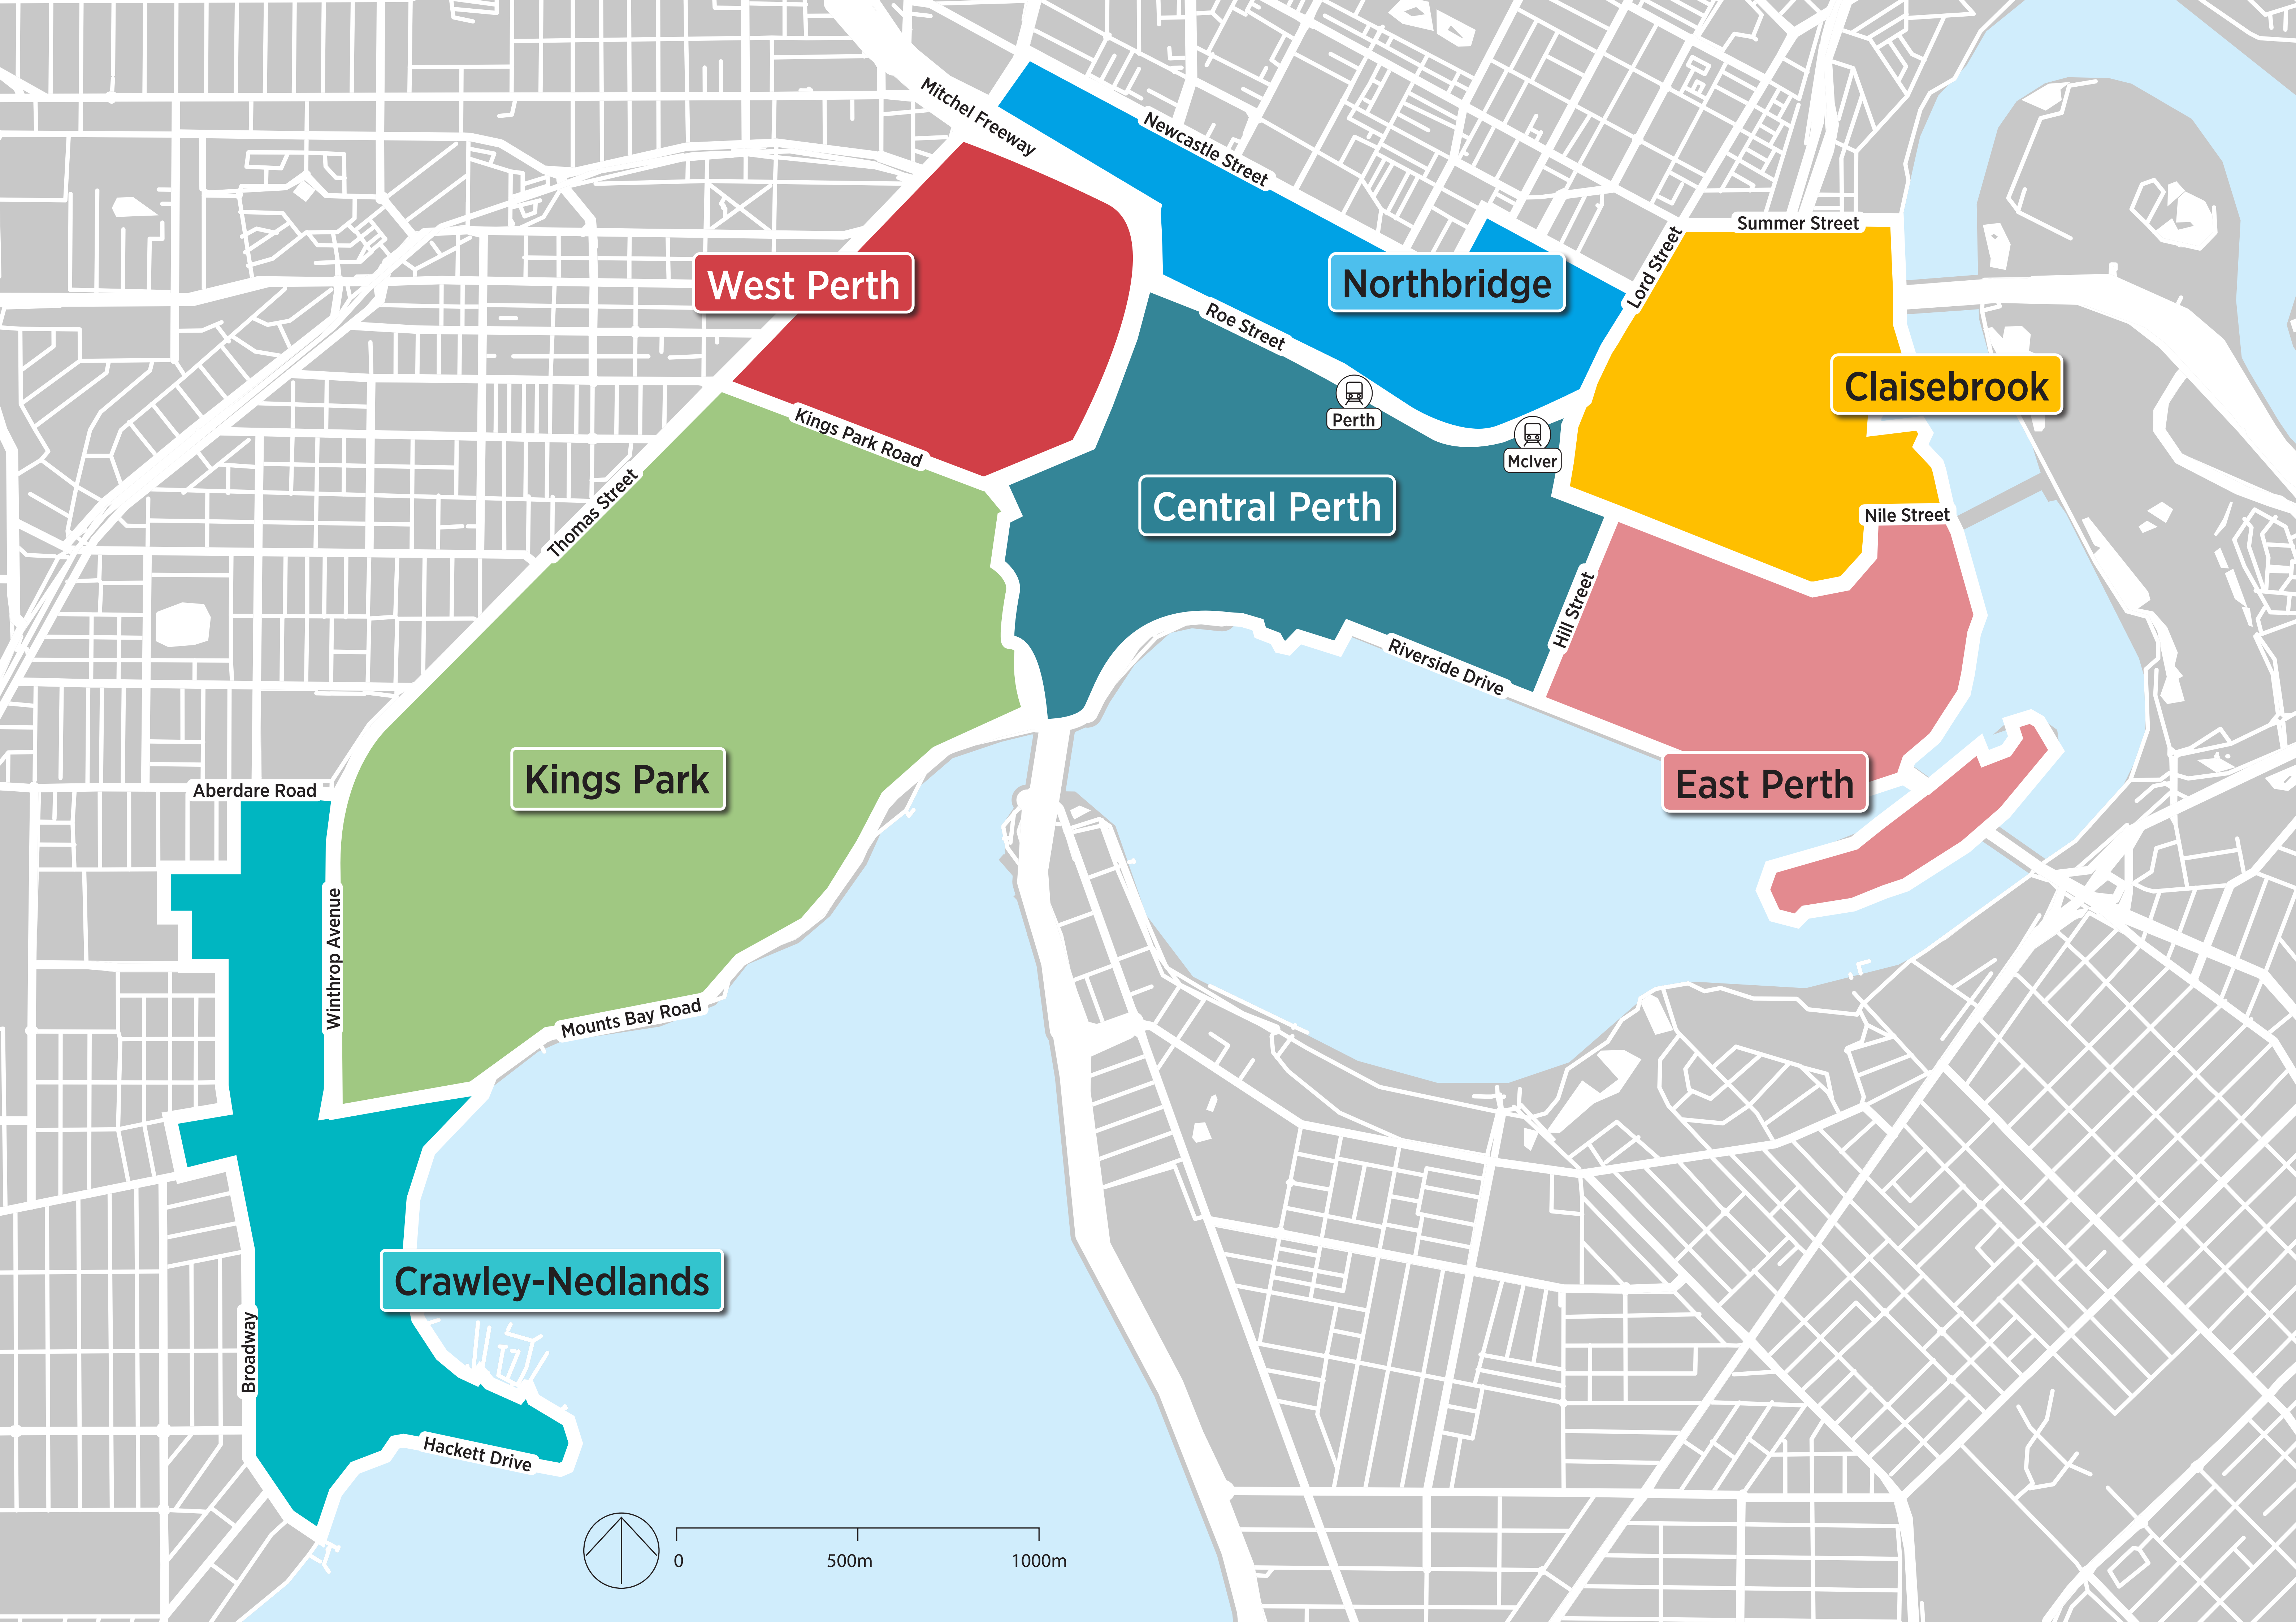 Mitchel Freeway
Newcastle Street
Summer Street
Lord Street
West Perth
Northbridge
Roe Street
Claisebrook
Perth
McIver
Kings Park Road
Thomas Street
Central Perth
Nile Street
Hill Street
Riverside Drive
Kings Park
East Perth
Aberdare Road
Winthrop Avenue
Mounts Bay Road
Crawley-Nedlands
Broadway
Hackett Drive
0 500m 1000m